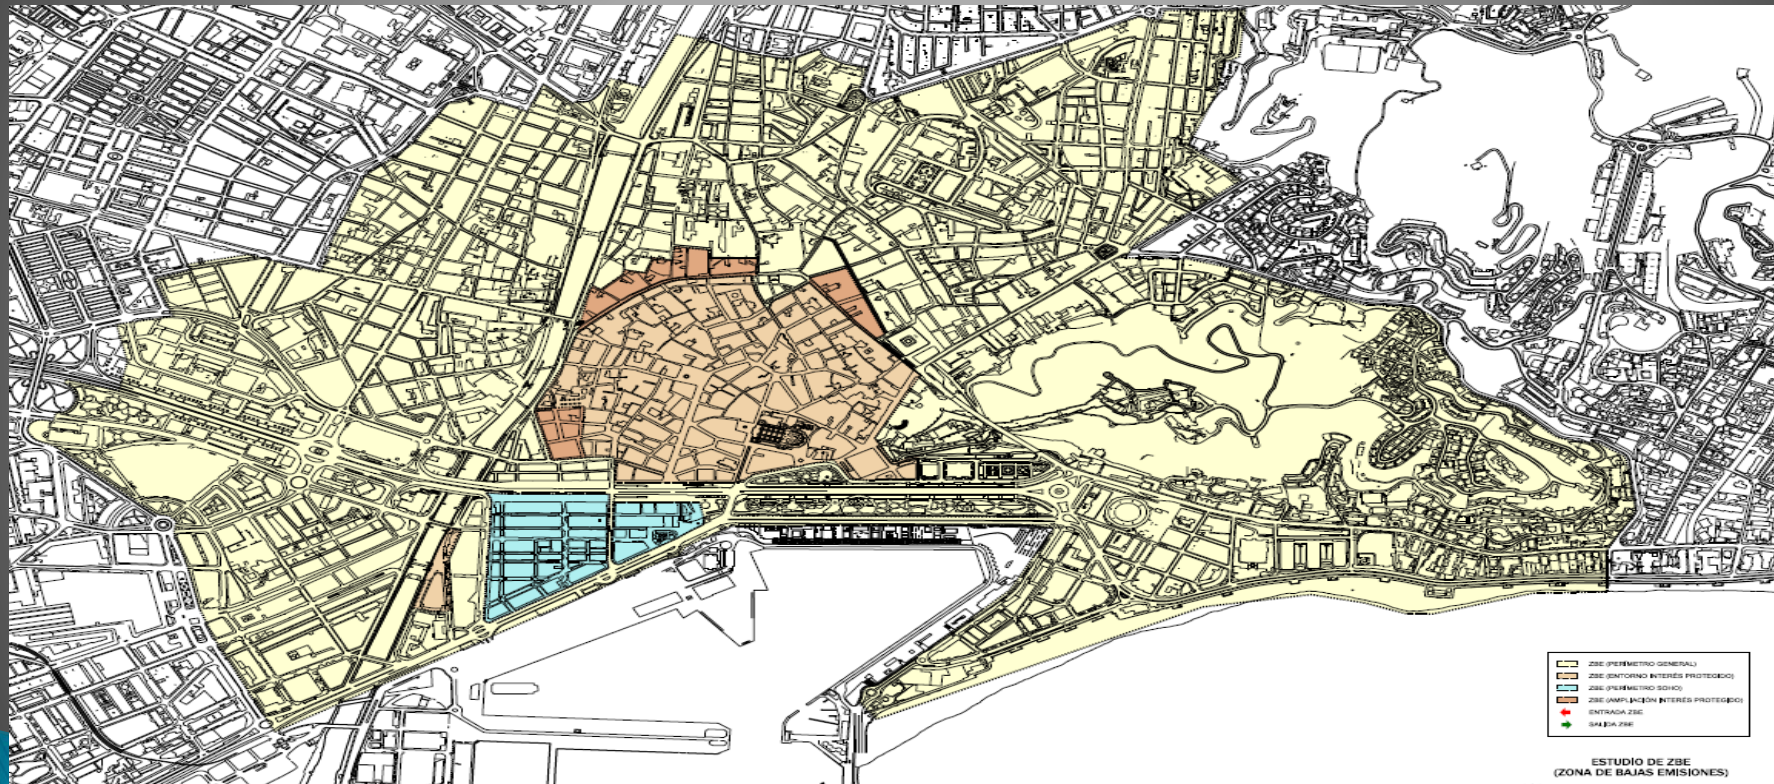 ZBE (PERÍMETRO GENERAL)
ZBE (ENTORNO INTERÉS PROTEGIDO)
ZBE (PERÍMETRO SOHO)
ZBE (AMPLIACIÓN INTERÉS PROTEGIDO)
ENTRADA ZBE
SALIDA ZBE
ESTUDIO DE ZBE
(ZONA DE BAJAS EMISIONES)